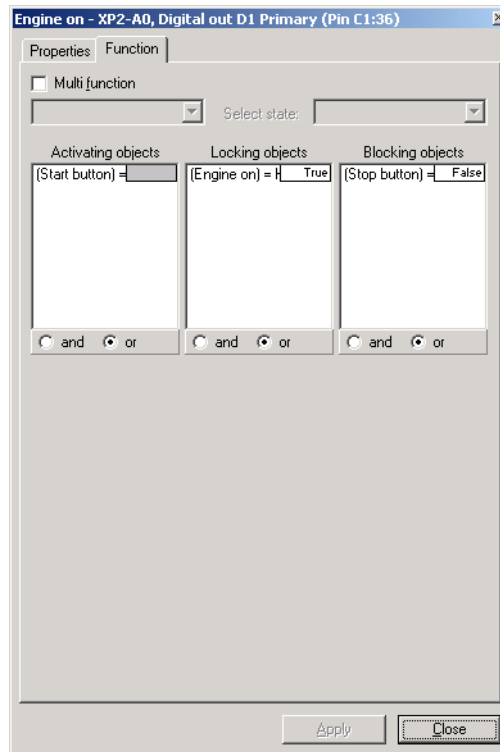 Engine on - XP2-A0, Digital out D1 Primary (Pin C1:36)
Properties Function
Multi function
Select state:
Activating objects Locking objects Blocking objects
(Start button) = (Engine on) = H True (Stop button) = False
and or and or and or
Apply Close